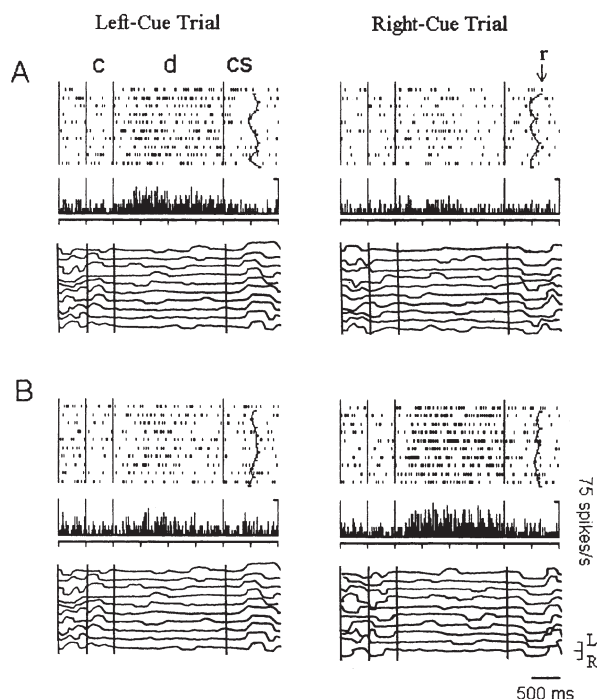 Left-Cue Trial Right-Cue Trial
A c d cs r
B
75 spikes/s
L
R
500 ms